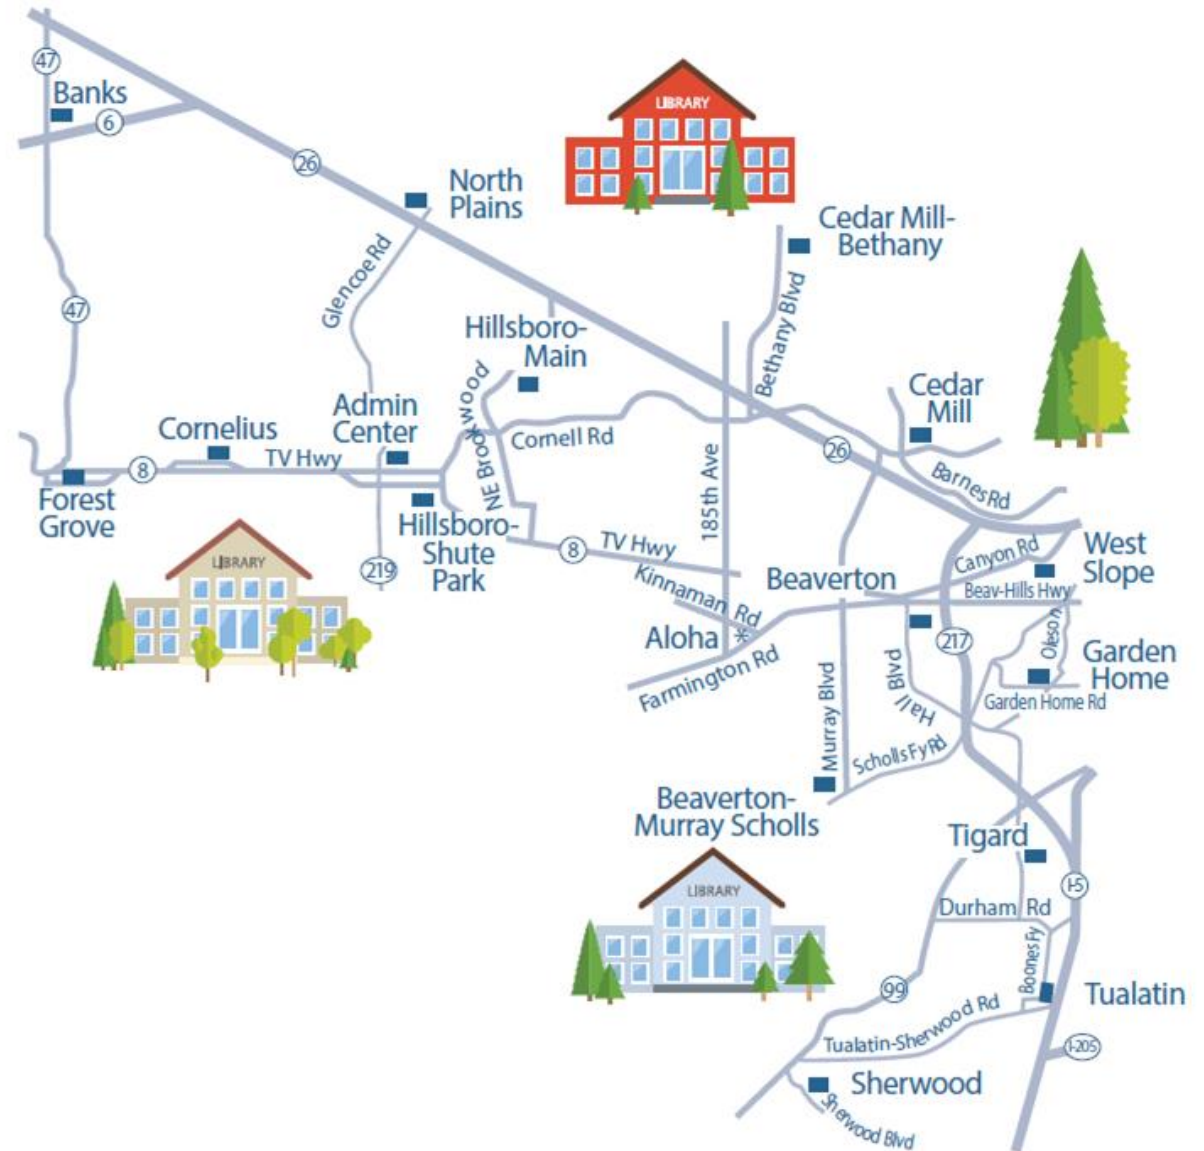 47
Banks
6
26
LIBRARY
North
Plains
Cedar Mill-
Bethany
Glencoe Rd
47
Hillsboro-
Main
Bethany Blvd
Cedar
Mill
Admin
Center
Cornelius
NE Brookwood
Cornell Rd
26
TV Hwy
8
185th Ave
Barnes Rd
Forest
Grove
Hillsboro-
Shute
Park
8
TV Hwy
Canyon Rd
West
Slope
LIBRARY
219
Kinnaman Rd
Beaverton
Beav-Hills Hwy
Aloha
*
217
Oleson
Garden
Home
Farmington Rd
Hall Blvd
Garden Home Rd
Murray Blvd
Scholls Fy Rd
Beaverton-
Murray Scholls
Tigard
LIBRARY
I-5
Durham Rd
Boones Fy
99
Tualatin
Tualatin-Sherwood Rd
I-205
Sherwood
Sherwood Blvd